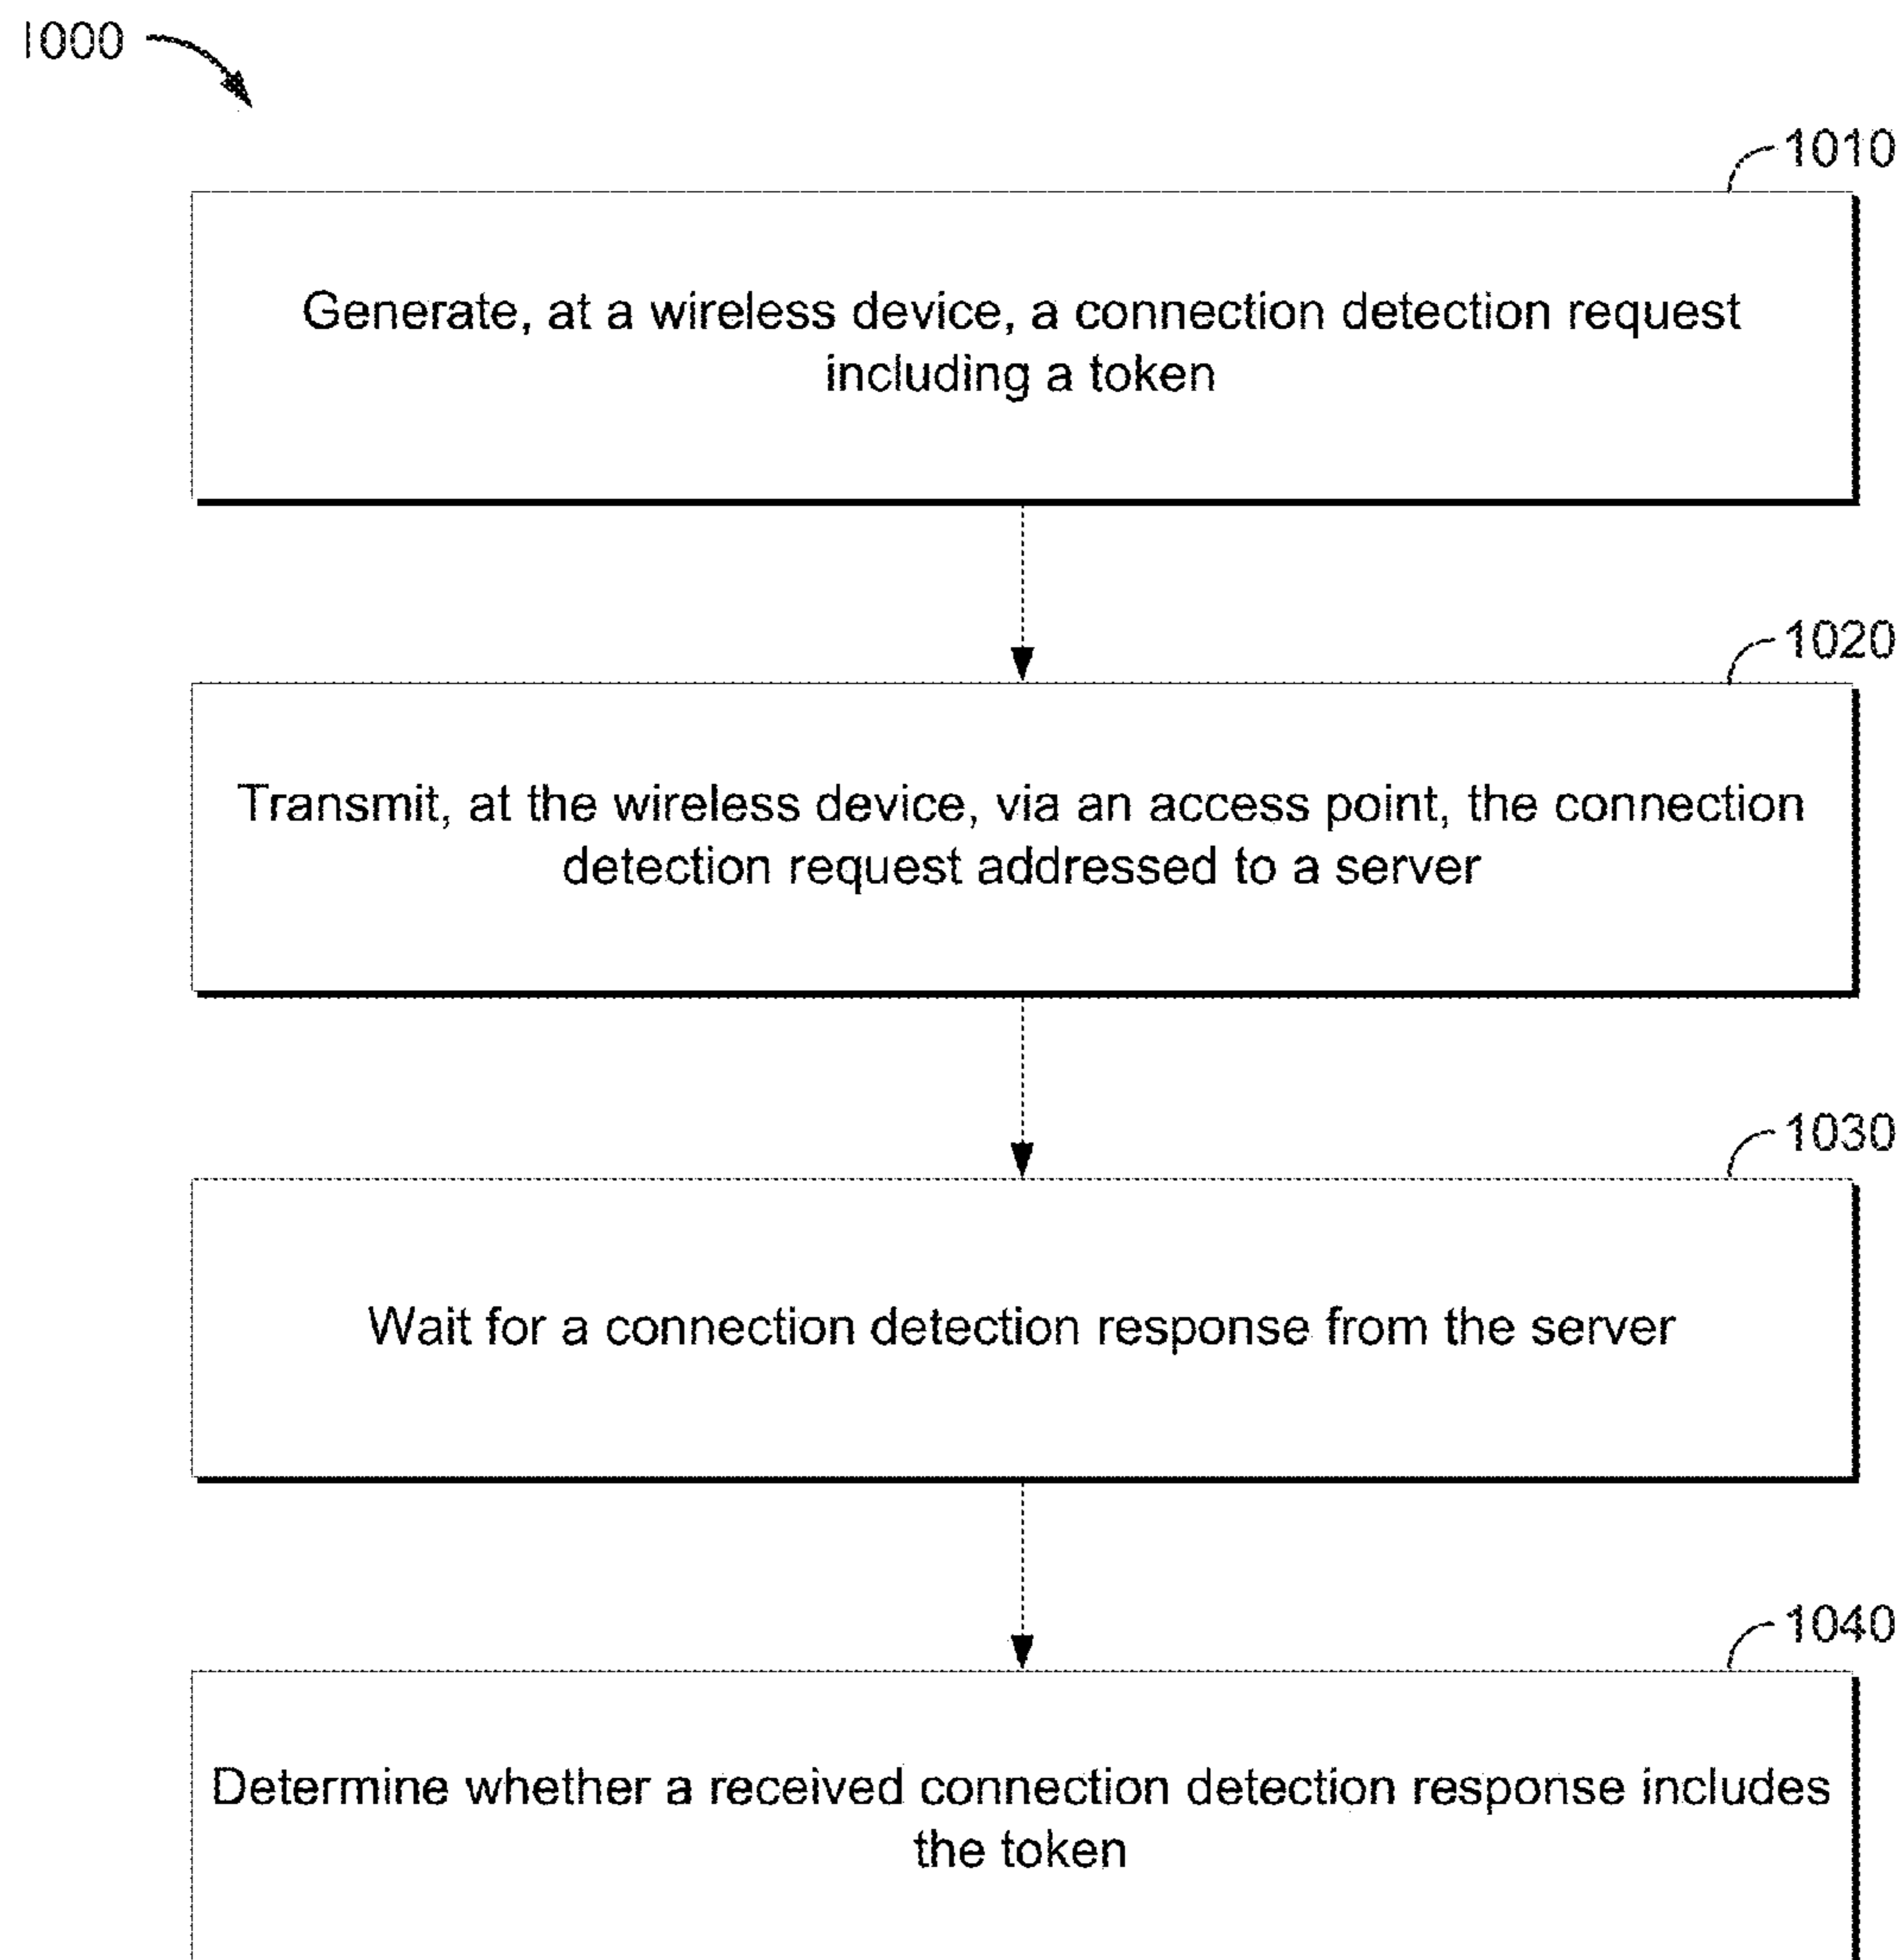 1000
1010
Generate, at a wireless device, a connection detection request
including a token
1020
Transmit, at the wireless device, via an access point, the connection
detection request addressed to a server
1030
Wait for a connection detection response from the server
1040
Determine whether a received connection detection response includes
the token